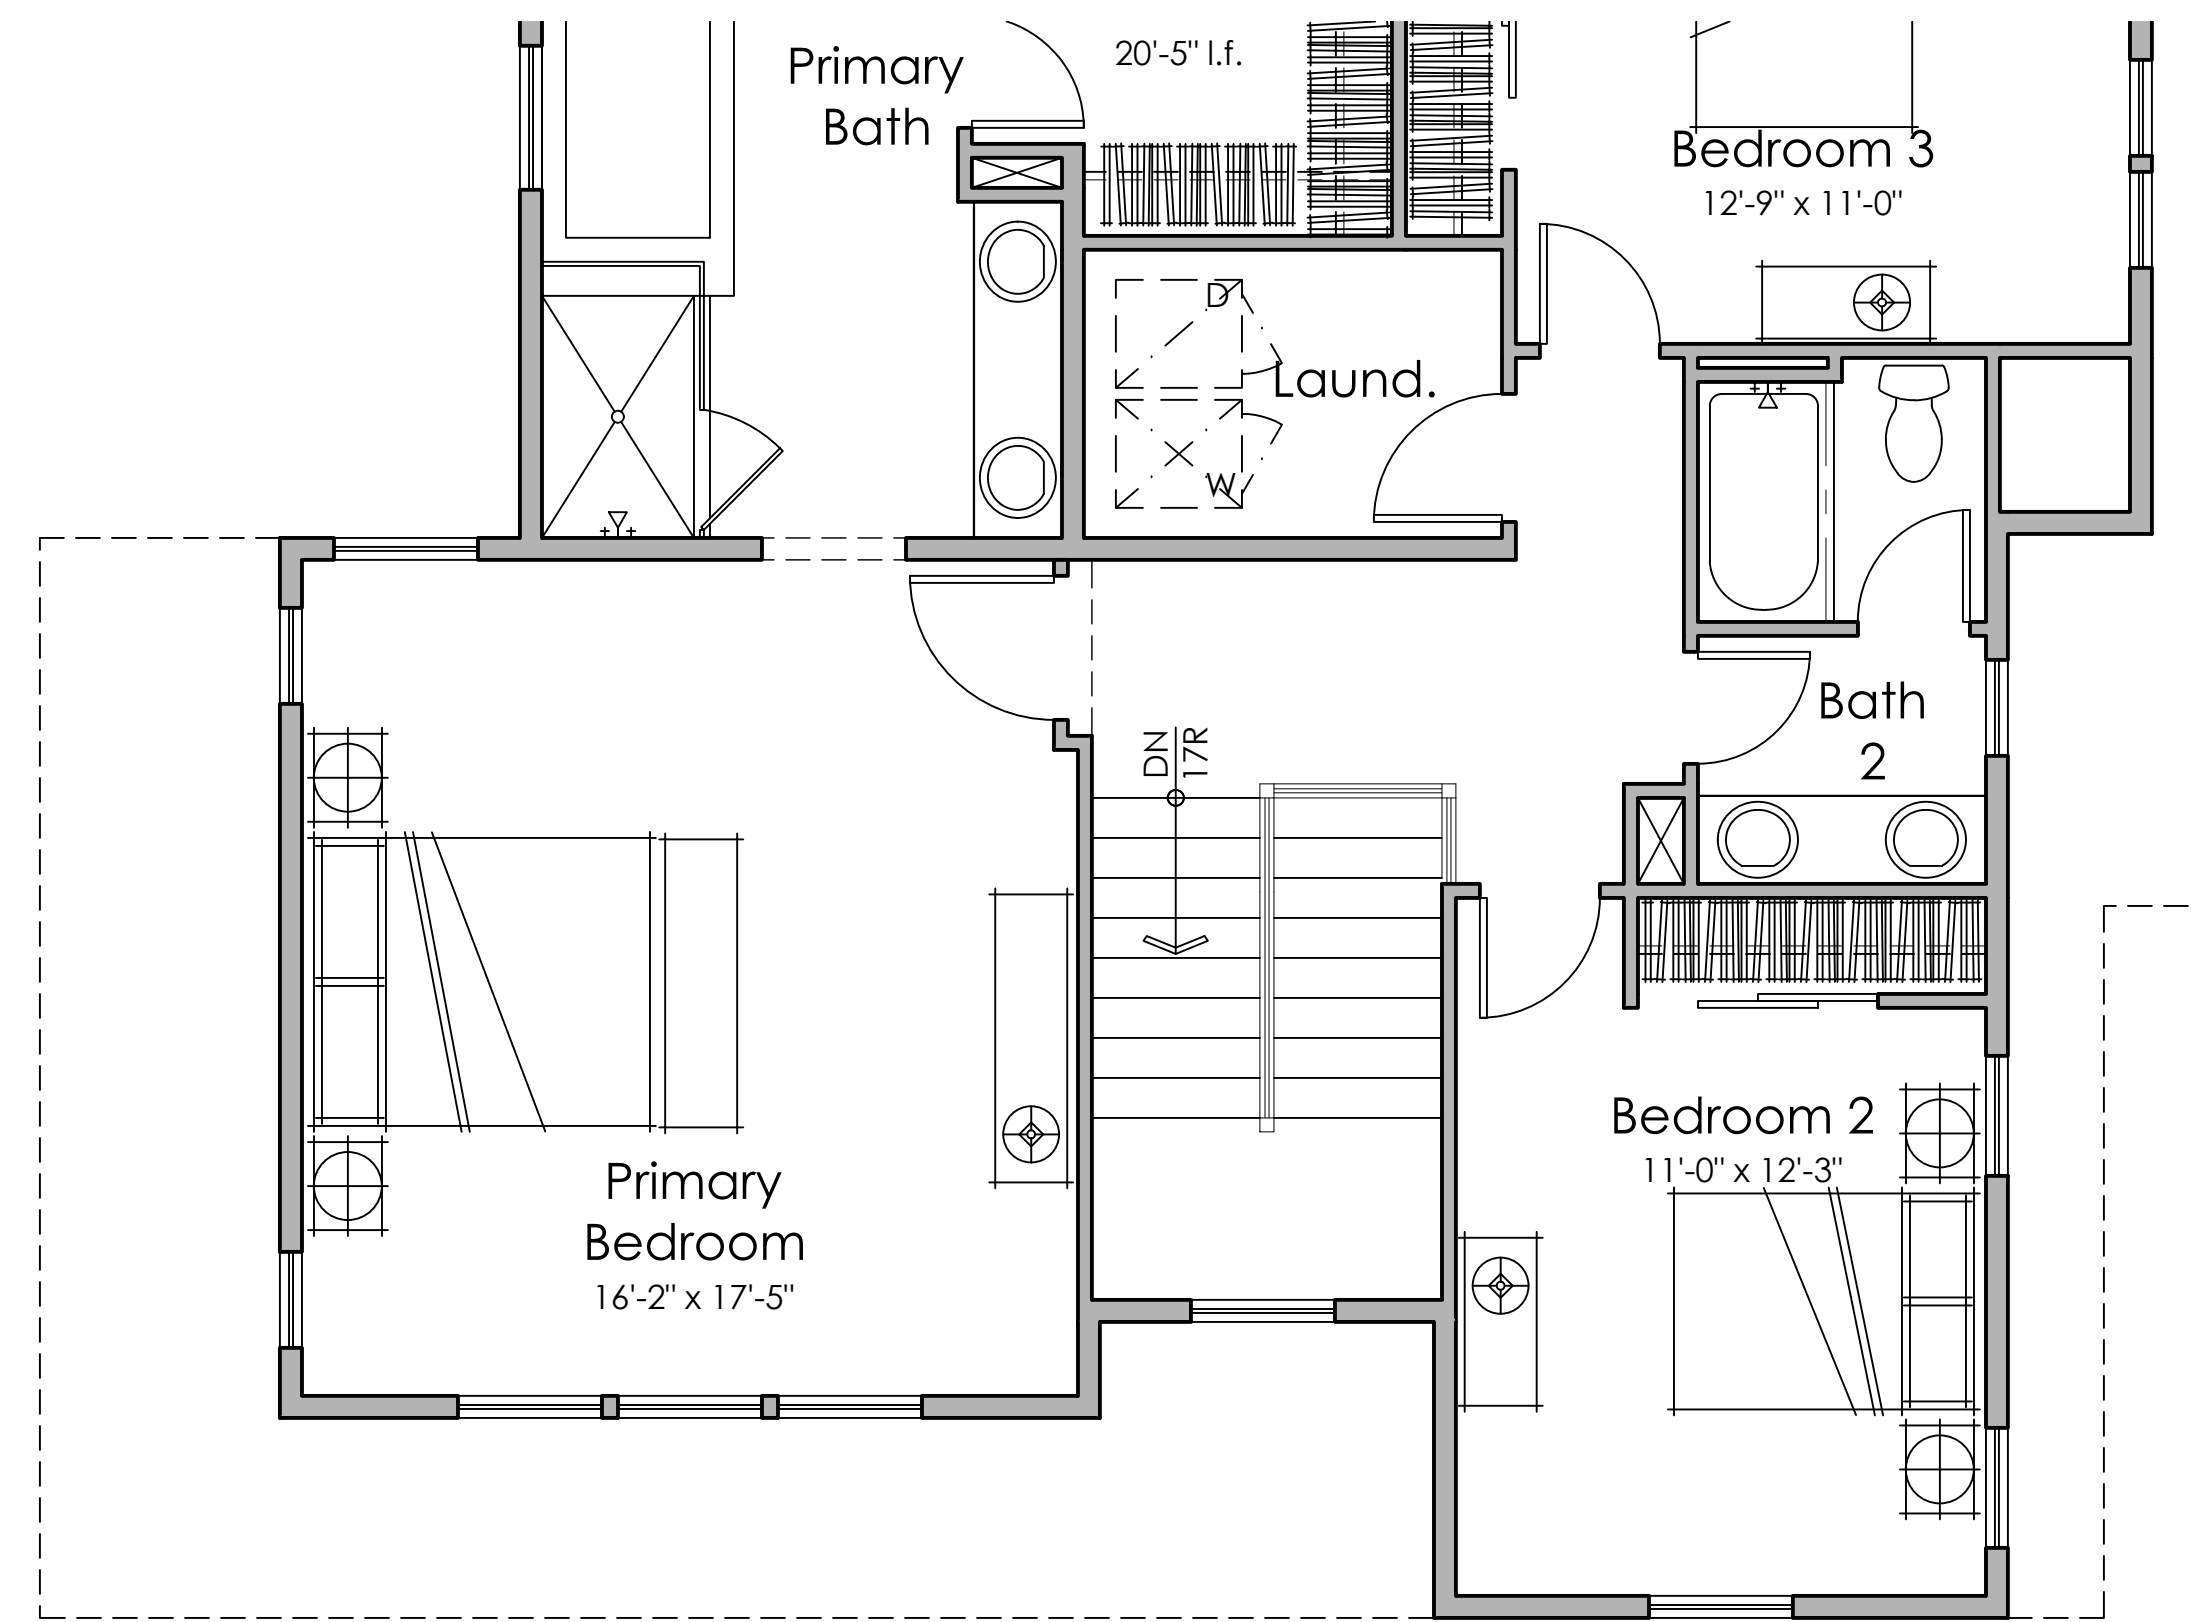 Primary
Bath
20'-5" l.f.
Bedroom 3
12'-9" x 11'-0"
D
Laund.
W
Bath
2
DN
17R
Bedroom 2
11'-0" x 12'-3"
Primary
Bedroom
16'-2" x 17'-5"